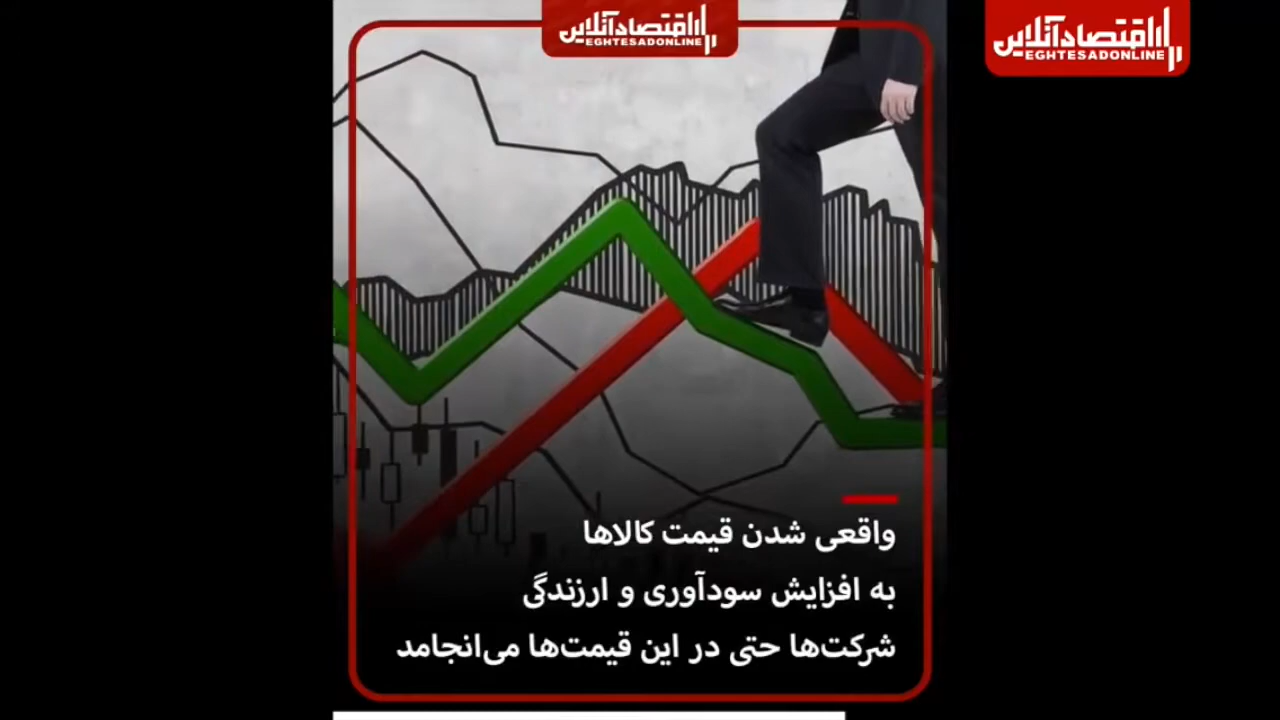 اقتصادآنلاین
EGHTESADONLINE
اقتصادآنلاین
EGHTESADONLINE
واقعی شدن قیمت کالاها
به افزایش سودآوری و ارزندگی
شرکت‌ها حتی در این قیمت‌ها می‌انجامد